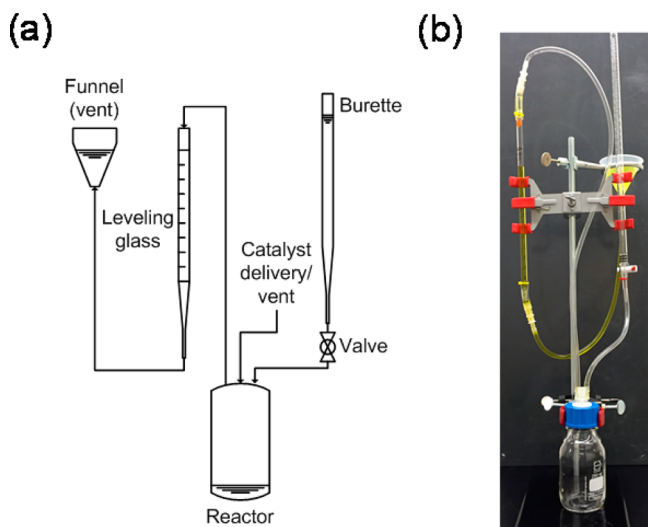 (a)
(b)
Funnel
(vent)
Leveling
glass
Burette
Catalyst
delivery/
vent
Valve
Reactor